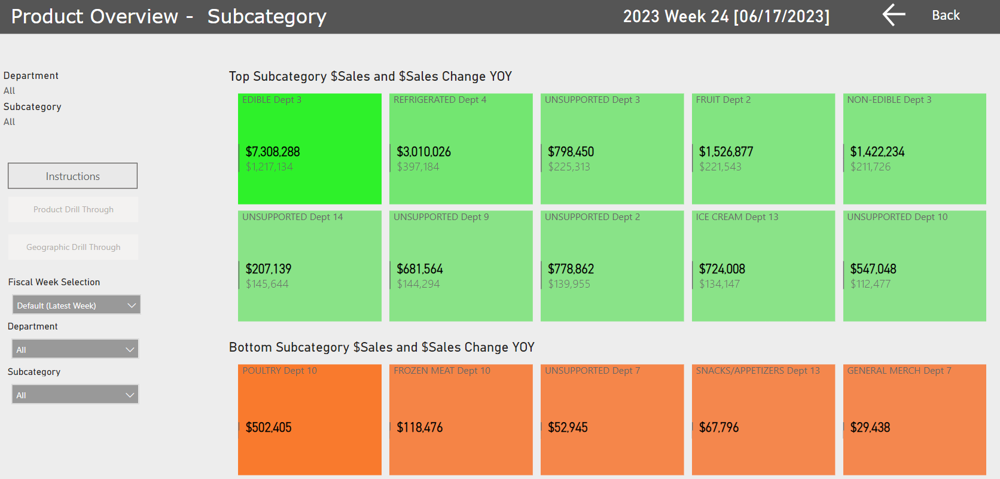 Product Overview -  Subcategory
2023 Week 24 [06/17/2023]
Back
Department
All
Subcategory
All
Instructions
Product Drill Through
Geographic Drill Through
Fiscal Week Selection
Default (Latest Week)
Department
All
Subcategory
All
Top Subcategory $Sales and $Sales Change YOY
EDIBLE Dept 3
$7,308,288
$1,217,134
REFRIGERATED Dept 4
$3,010,026
$397,184
UNSUPPORTED Dept 3
$798,450
$225,313
FRUIT Dept 2
$1,526,877
$221,543
NON-EDIBLE Dept 3
$1,422,234
$211,726
UNSUPPORTED Dept 14
$207,139
$145,644
UNSUPPORTED Dept 9
$681,564
$144,294
UNSUPPORTED Dept 2
$778,862
$139,955
ICE CREAM Dept 13
$724,008
$134,147
UNSUPPORTED Dept 10
$547,048
$112,477
Bottom Subcategory $Sales and $Sales Change YOY
POULTRY Dept 10
$502,405
FROZEN MEAT Dept 10
$118,476
UNSUPPORTED Dept 7
$52,945
SNACKS/APPETIZERS Dept 13
$67,796
GENERAL MERCH Dept 7
$29,438